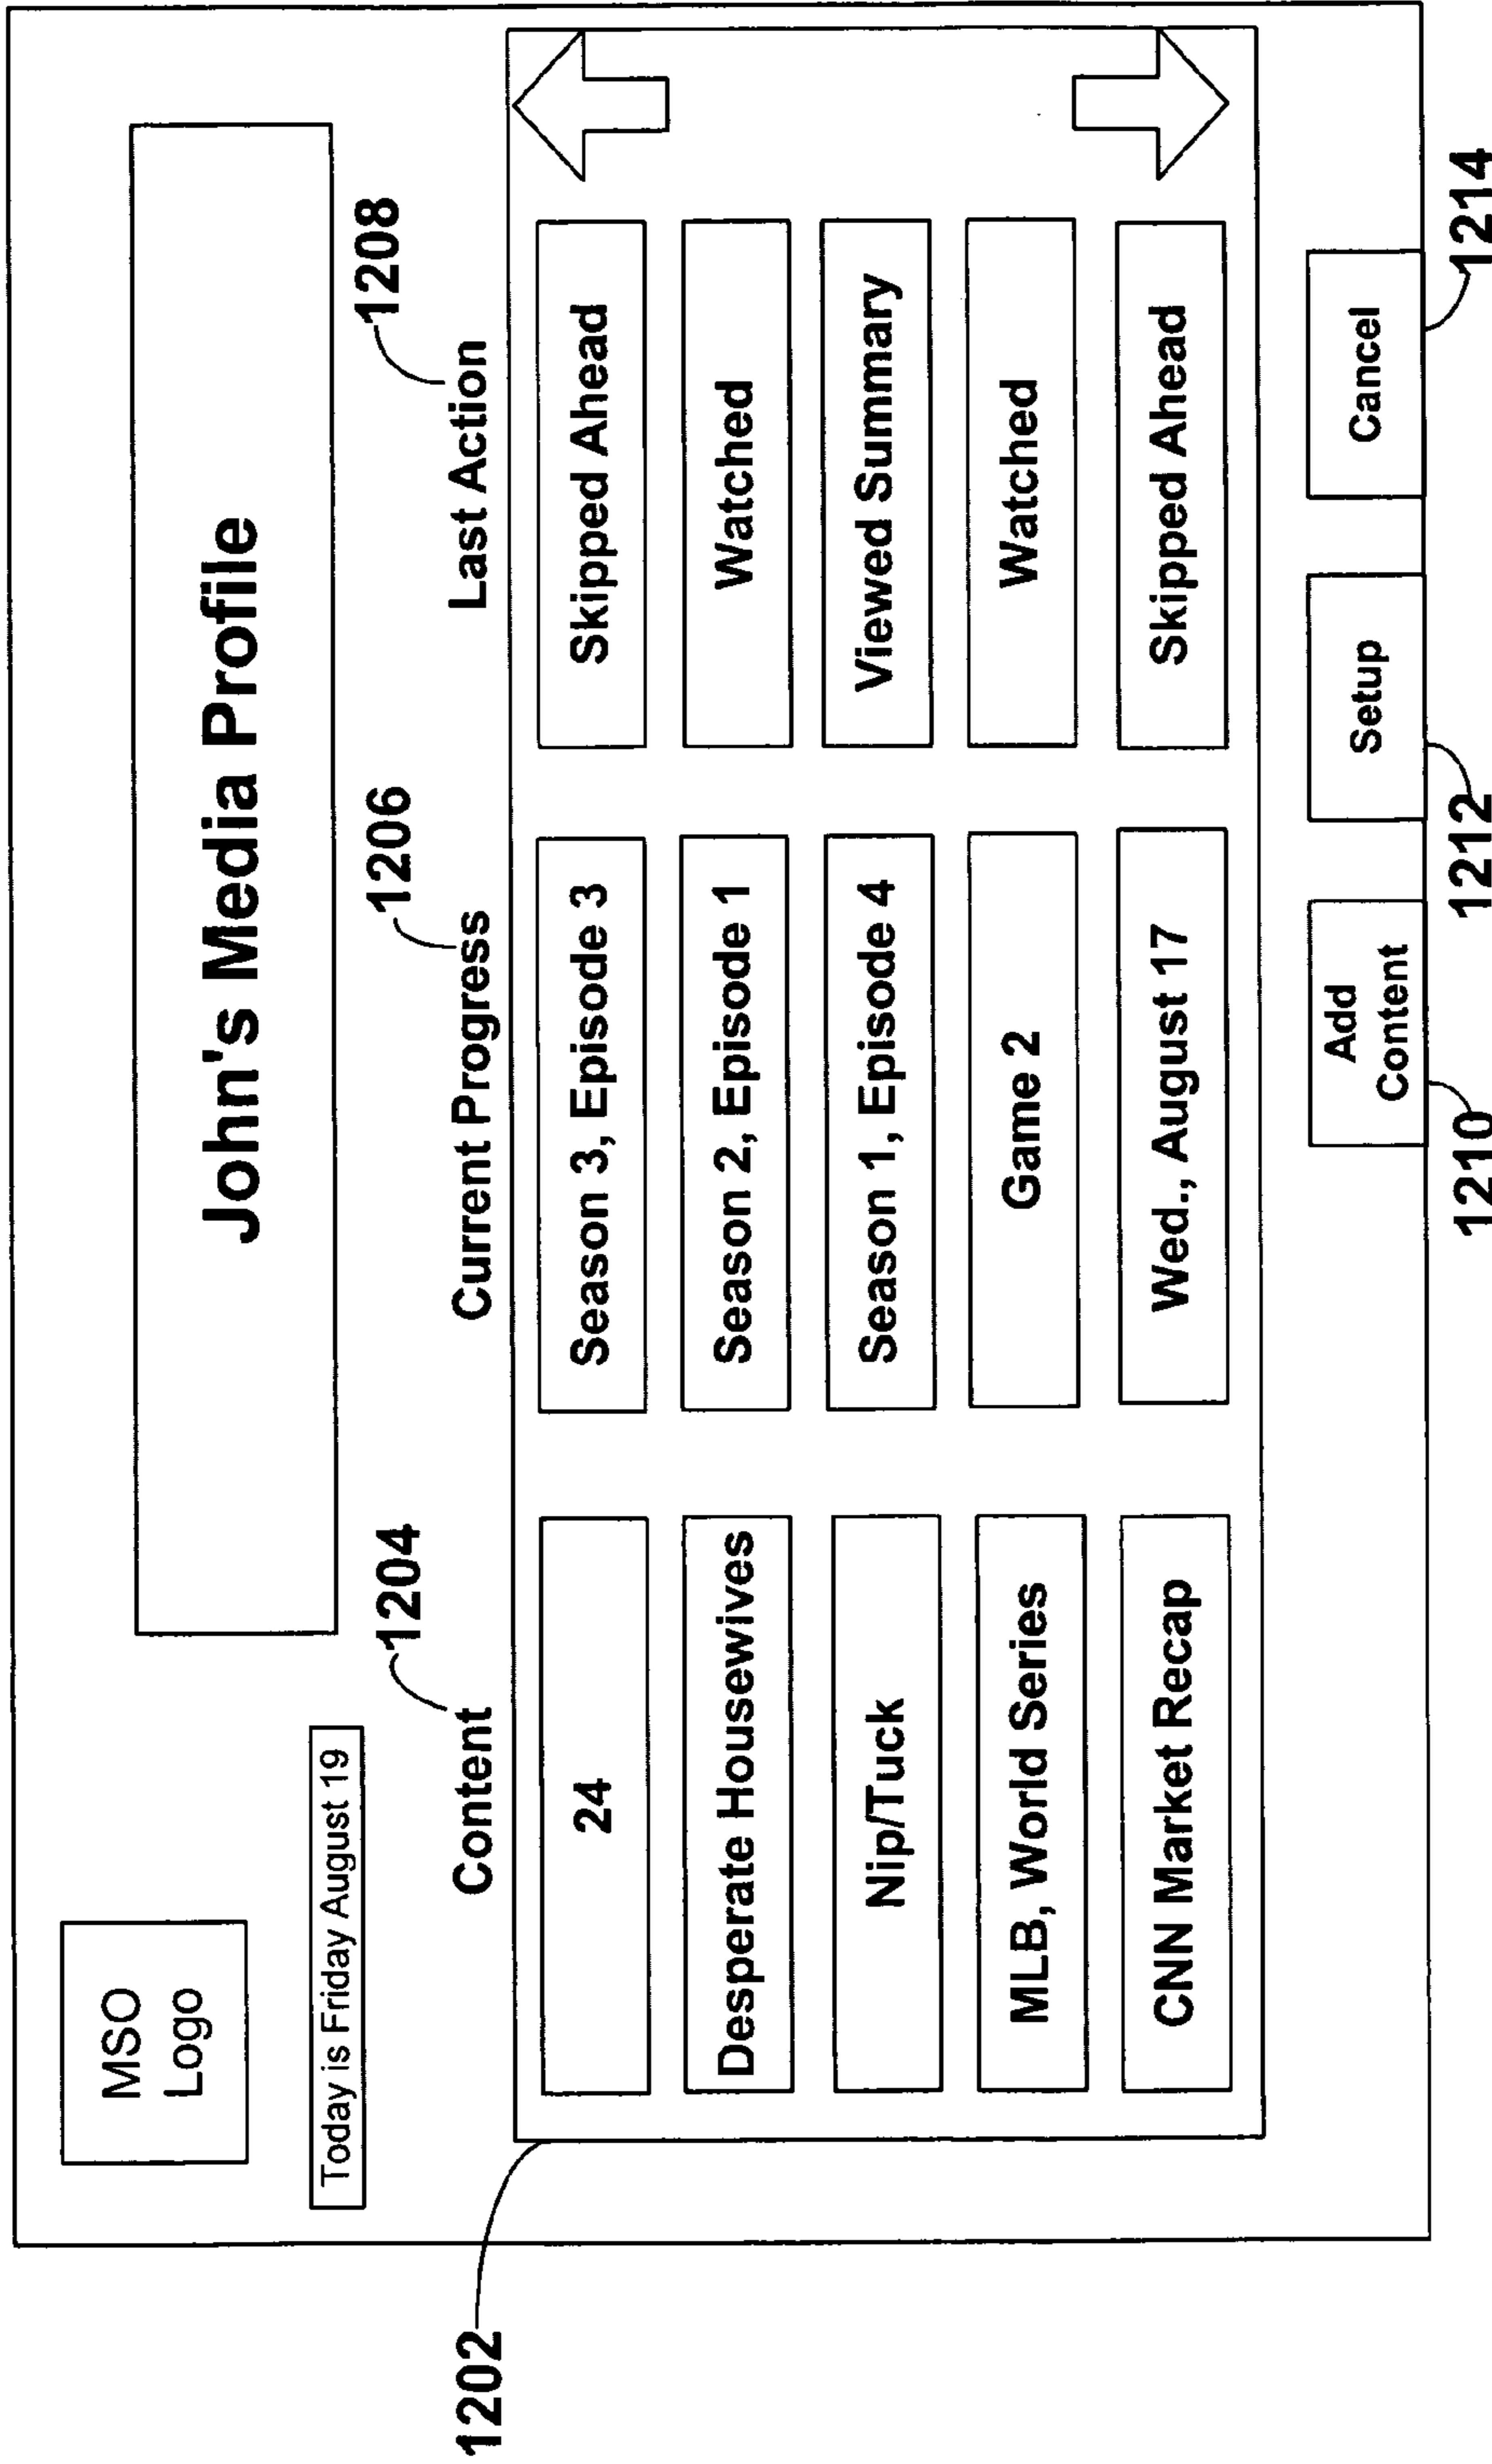 MSO
Logo
John's Media Profile
Today is Friday August 19
1204
1206
1208
Content
Current Progress
Last Action
1202
24
Season 3, Episode 3
Skipped Ahead
Desperate Housewives
Season 2, Episode 1
Watched
Nip/Tuck
Season 1, Episode 4
Viewed Summary
MLB, World Series
Game 2
Watched
CNN Market Recap
Wed., August 17
Skipped Ahead
Add
Content
Setup
Cancel
1210
1212
1214